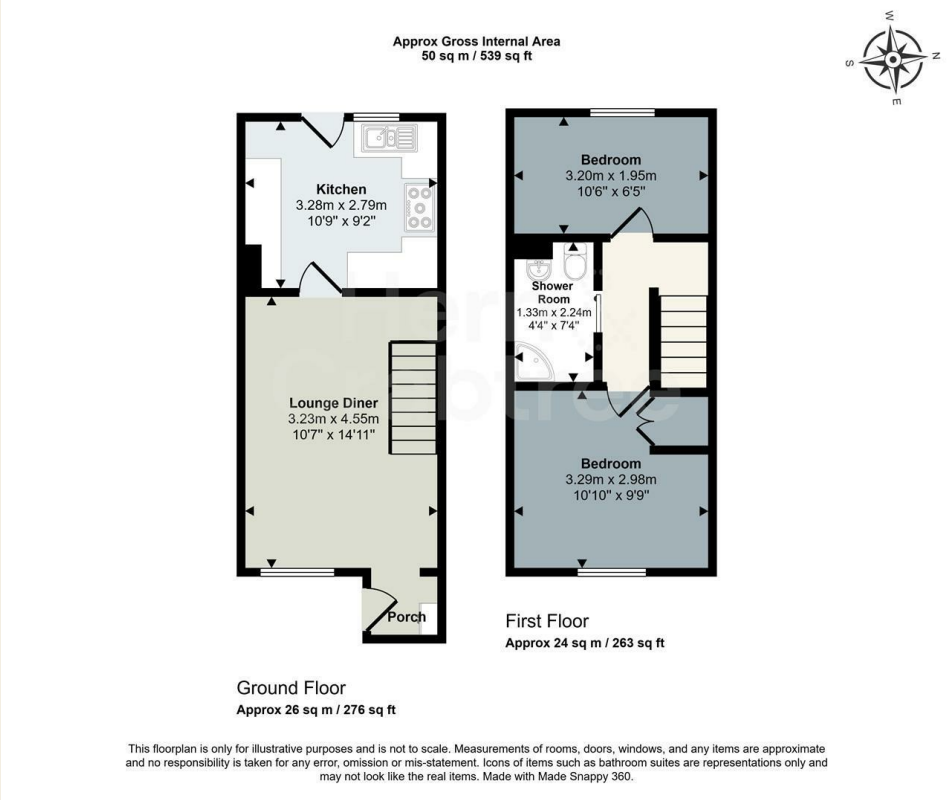 Approx Gross Internal Area
50 sq m / 539 sq ft
W
S
N
E
Kitchen
3.28m x 2.79m
10'9" x 9'2"
Lounge Diner
3.23m x 4.55m
10'7" x 14'11"
Porch
Ground Floor
Approx 26 sq m / 276 sq ft
Bedroom
3.20m x 1.95m
10'6" x 6'5"
Shower
Room
1.33m x 2.24m
4'4" x 7'4"
Bedroom
3.29m x 2.98m
10'10" x 9'9"
First Floor
Approx 24 sq m / 263 sq ft
This floorplan is only for illustrative purposes and is not to scale. Measurements of rooms, doors, windows, and any items are approximate
and no responsibility is taken for any error, omission or mis-statement. Icons of items such as bathroom suites are representations only and
may not look like the real items. Made with Made Snappy 360.